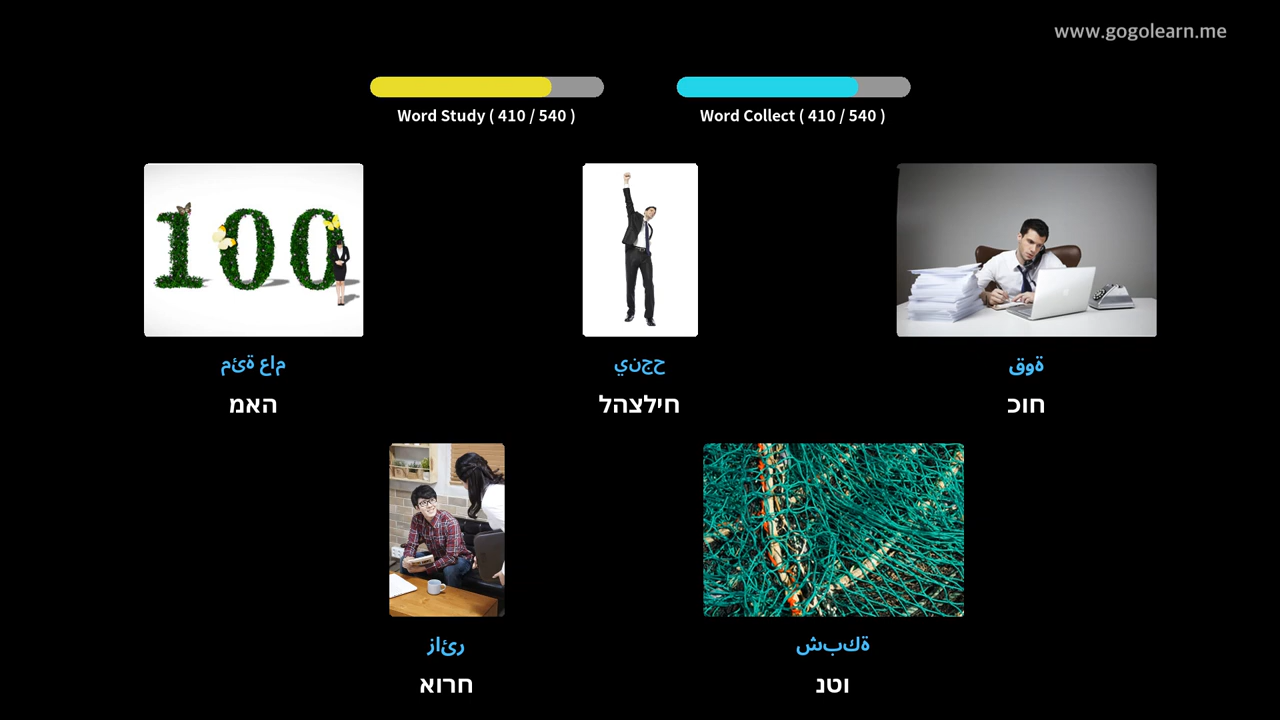 www.gogolearn.me
Word Study ( 410 / 540 )
Word Collect ( 410 / 540 )
ماع ةئم
האמ
حجني
חילצהל
ةوق
חוכ
رئاز
חרוא
ةكبش
וטנ